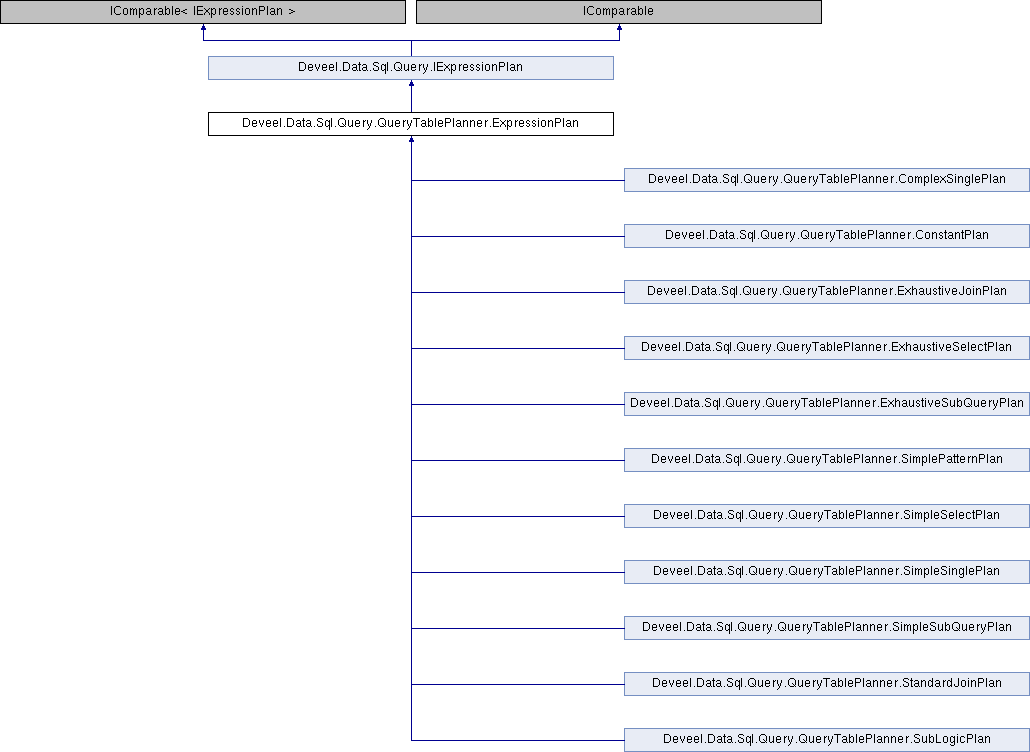 IComparable< IExpressionPlan >
IComparable
Deveel.Data.Sql.Query.IExpressionPlan
Deveel.Data.Sql.Query.QueryTablePlanner.ExpressionPlan
Deveel.Data.Sql.Query.QueryTablePlanner.ComplexSinglePlan
Deveel.Data.Sql.Query.QueryTablePlanner.ConstantPlan
Deveel.Data.Sql.Query.QueryTablePlanner.ExhaustiveJoinPlan
Deveel.Data.Sql.Query.QueryTablePlanner.ExhaustiveSelectPlan
Deveel.Data.Sql.Query.QueryTablePlanner.ExhaustiveSubQueryPlan
Deveel.Data.Sql.Query.QueryTablePlanner.SimplePatternPlan
Deveel.Data.Sql.Query.QueryTablePlanner.SimpleSelectPlan
Deveel.Data.Sql.Query.QueryTablePlanner.SimpleSinglePlan
Deveel.Data.Sql.Query.QueryTablePlanner.SimpleSubQueryPlan
Deveel.Data.Sql.Query.QueryTablePlanner.StandardJoinPlan
Deveel.Data.Sql.Query.QueryTablePlanner.SubLogicPlan